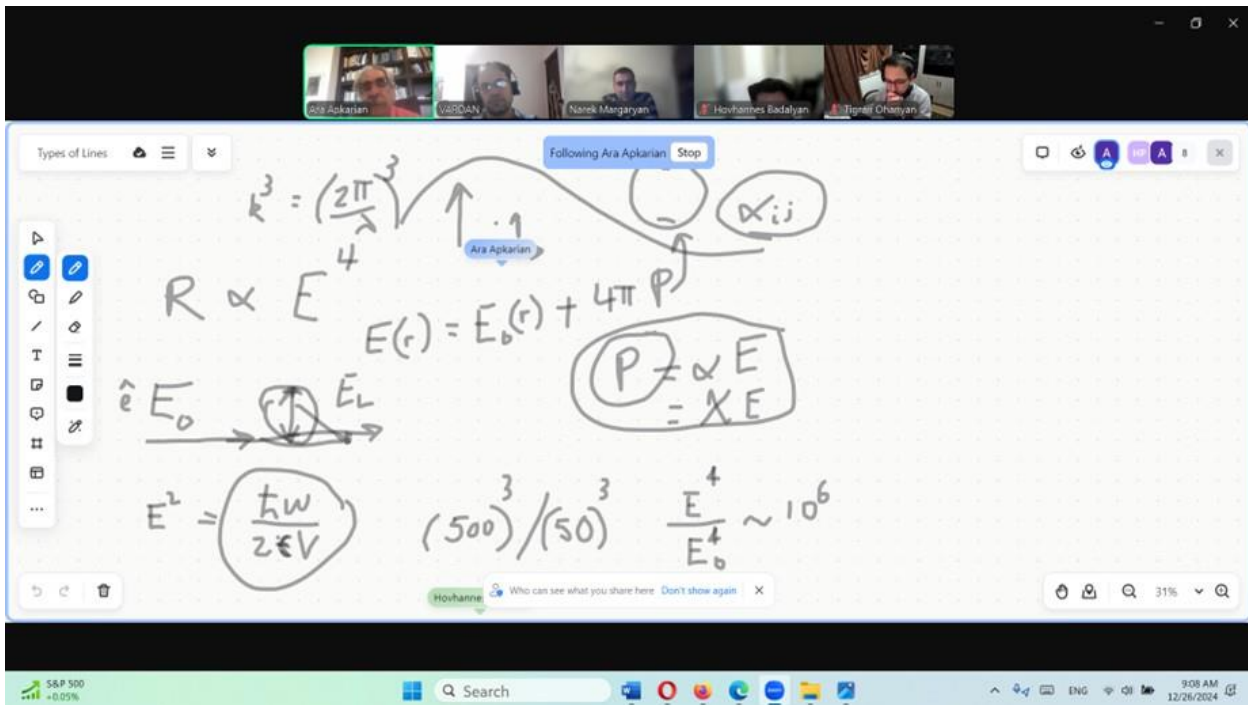 Ara Apkarian
VARDAN
Narek Margaryan
Hovhannes Badalyan
Tigran Ohanyan
Types of Lines
Following Ara Apkarian Stop
A
HP
A
8
k³ = (2π/λ)³
Ara Apkarian
αij
R ∝ E⁴
E(r) = E₀(r) + 4π P
P = α E
= χ E
ê E₀
E_L
E² = ħω / 2εV
(500)³/(50)³
E⁴/E₀⁴ ~ 10⁶
T
Hovhanne
Who can see what you share here Don't show again
31%
S&P 500
+0.05%
Search
ENG
9:08 AM
12/26/2024